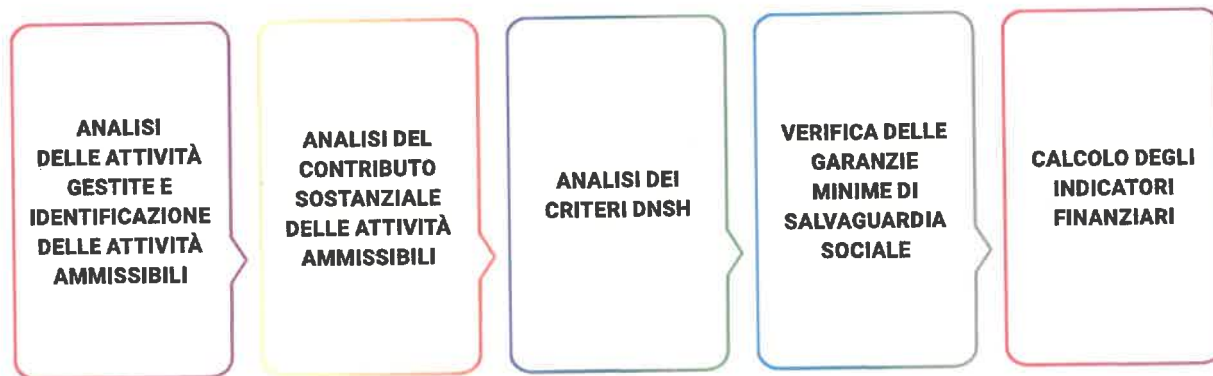 ANALISI
DELLE ATTIVITÀ
GESTITE E
IDENTIFICAZIONE
DELLE ATTIVITÀ
AMMISSIBILI
ANALISI DEL
CONTRIBUTO
SOSTANZIALE
DELLE ATTIVITÀ
AMMISSIBILI
ANALISI DEI
CRITERI DNSH
VERIFICA DELLE
GARANZIE
MINIME DI
SALVAGUARDIA
SOCIALE
CALCOLO DEGLI
INDICATORI
FINANZIARI